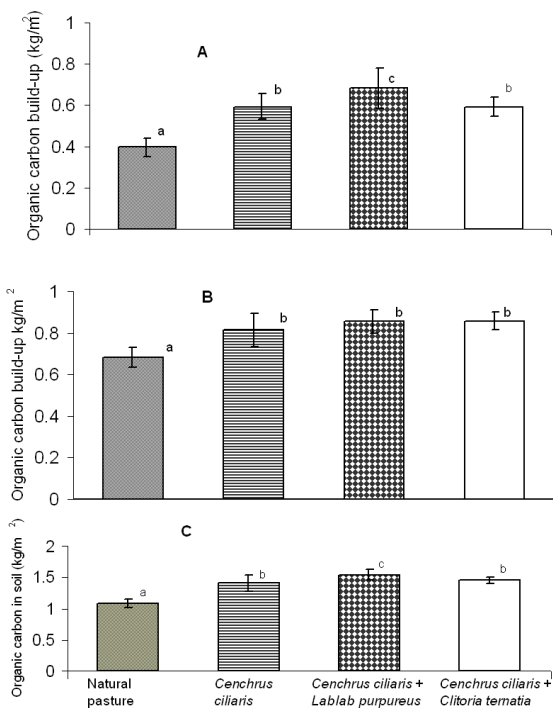 1
A
0.8
c
b
b
0.6
a
0.4
0.2
0
Organic carbon build-up (kg/m²)
1
B
b
b
b
0.8
a
0.6
0.4
0.2
0
Organic carbon build-up kg/m ²
C
2
c
b
b
1.5
a
1
0.5
0
Organic carbon in soil (kg/m ²)
Natural
pasture
Cenchrus
ciliaris
Cenchrus ciliaris +
Lablab purpureus
Cenchrus ciliaris +
Clitoria ternatia